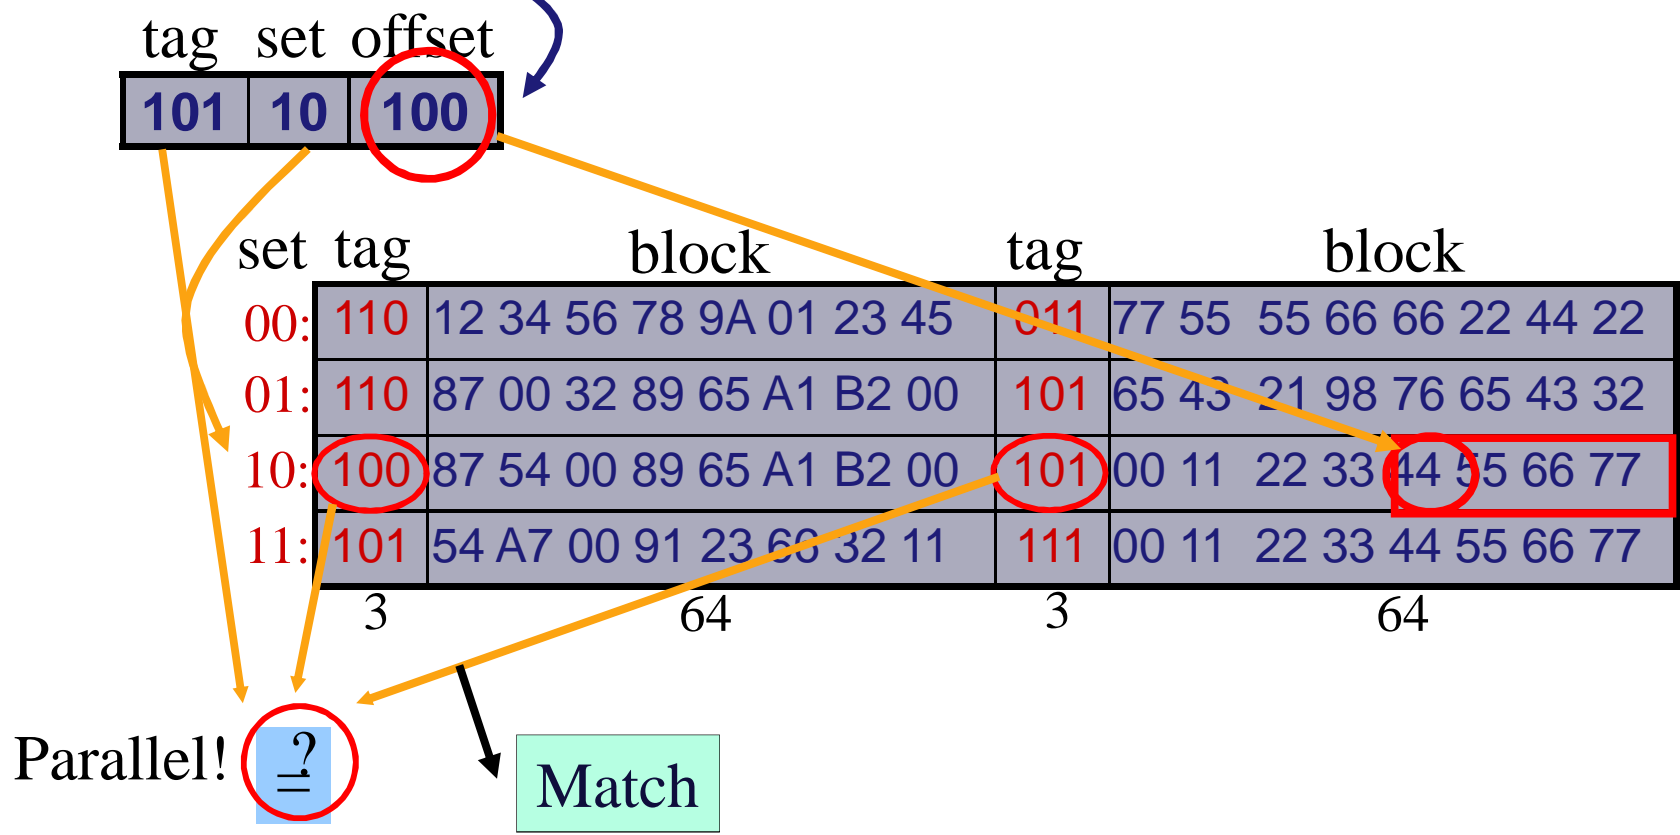 tag set offset
101 10 100
set tag block tag block
00: 110 12 34 56 78 9A 01 23 45 011 77 55 55 66 66 22 44 22
01: 110 87 00 32 89 65 A1 B2 00 101 65 43 21 98 76 65 43 32
10: 100 87 54 00 89 65 A1 B2 00 101 00 11 22 33 44 55 66 77
11: 101 54 A7 00 91 23 60 32 11 111 00 11 22 33 44 55 66 77
3 64 3 64
Parallel! =? Match